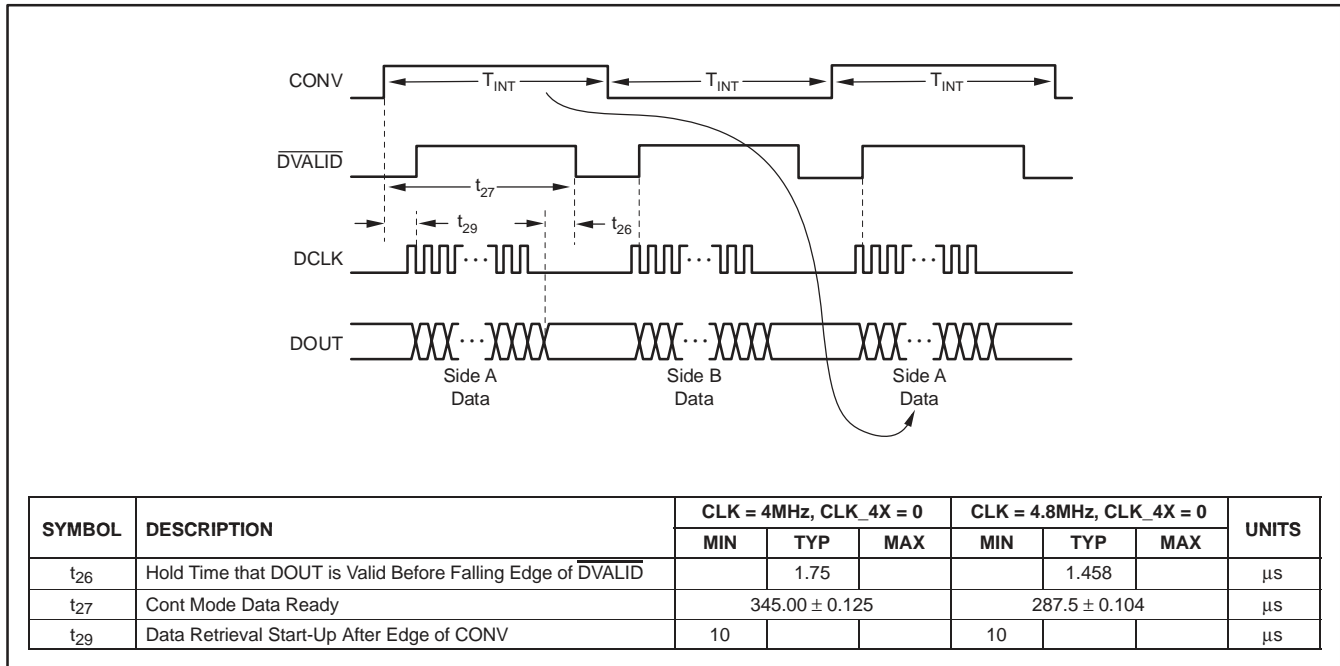 CONV
T_INT T_INT T_INT
DVALID
t27
t29 t26
DCLK
··· ··· ···
DOUT
··· ··· ···
Side A Side B Side A
Data Data Data
SYMBOL DESCRIPTION CLK = 4MHz, CLK_4X = 0 CLK = 4.8MHz, CLK_4X = 0 UNITS
MIN TYP MAX MIN TYP MAX
t26 Hold Time that DOUT is Valid Before Falling Edge of DVALID 1.75 1.458 μs
t27 Cont Mode Data Ready 345.00 ± 0.125 287.5 ± 0.104 μs
t29 Data Retrieval Start-Up After Edge of CONV 10 10 μs